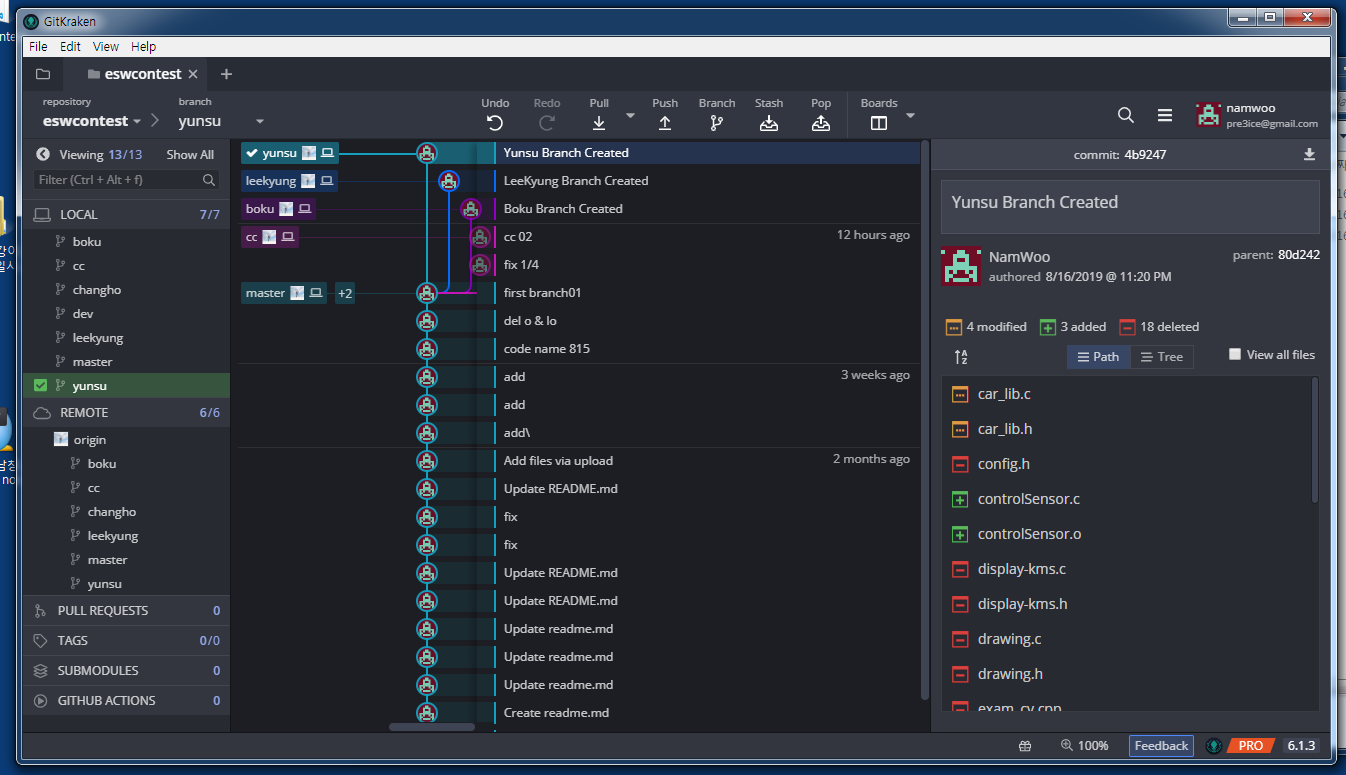 GitKraken
File Edit View Help
eswcontest
repository
eswcontest
branch
yunsu
Undo Redo Pull Push Branch Stash Pop Boards
namwoo
pre3ice@gmail.com
Viewing 13/13 Show All
Filter (Ctrl + Alt + f)
LOCAL 7/7
boku
cc
changho
dev
leekyung
master
yunsu
REMOTE 6/6
origin
boku
cc
changho
leekyung
master
yunsu
PULL REQUESTS 0
TAGS 0/0
SUBMODULES 0
GITHUB ACTIONS 0
yunsu Yunsu Branch Created
leekyung LeeKyung Branch Created
boku Boku Branch Created
cc cc 02 12 hours ago
fix 1/4
master +2 first branch01
del o & lo
code name 815
add 3 weeks ago
add
add\
Add files via upload 2 months ago
Update README.md
fix
fix
Update README.md
Update README.md
Update readme.md
Update readme.md
Update readme.md
Create readme.md
commit: 4b9247
Yunsu Branch Created
NamWoo
authored 8/16/2019 @ 11:20 PM
parent: 80d242
4 modified 3 added 18 deleted
Path Tree View all files
car_lib.c
car_lib.h
config.h
controlSensor.c
controlSensor.o
display-kms.c
display-kms.h
drawing.c
drawing.h
exam_cv.cpp
100% Feedback PRO 6.1.3